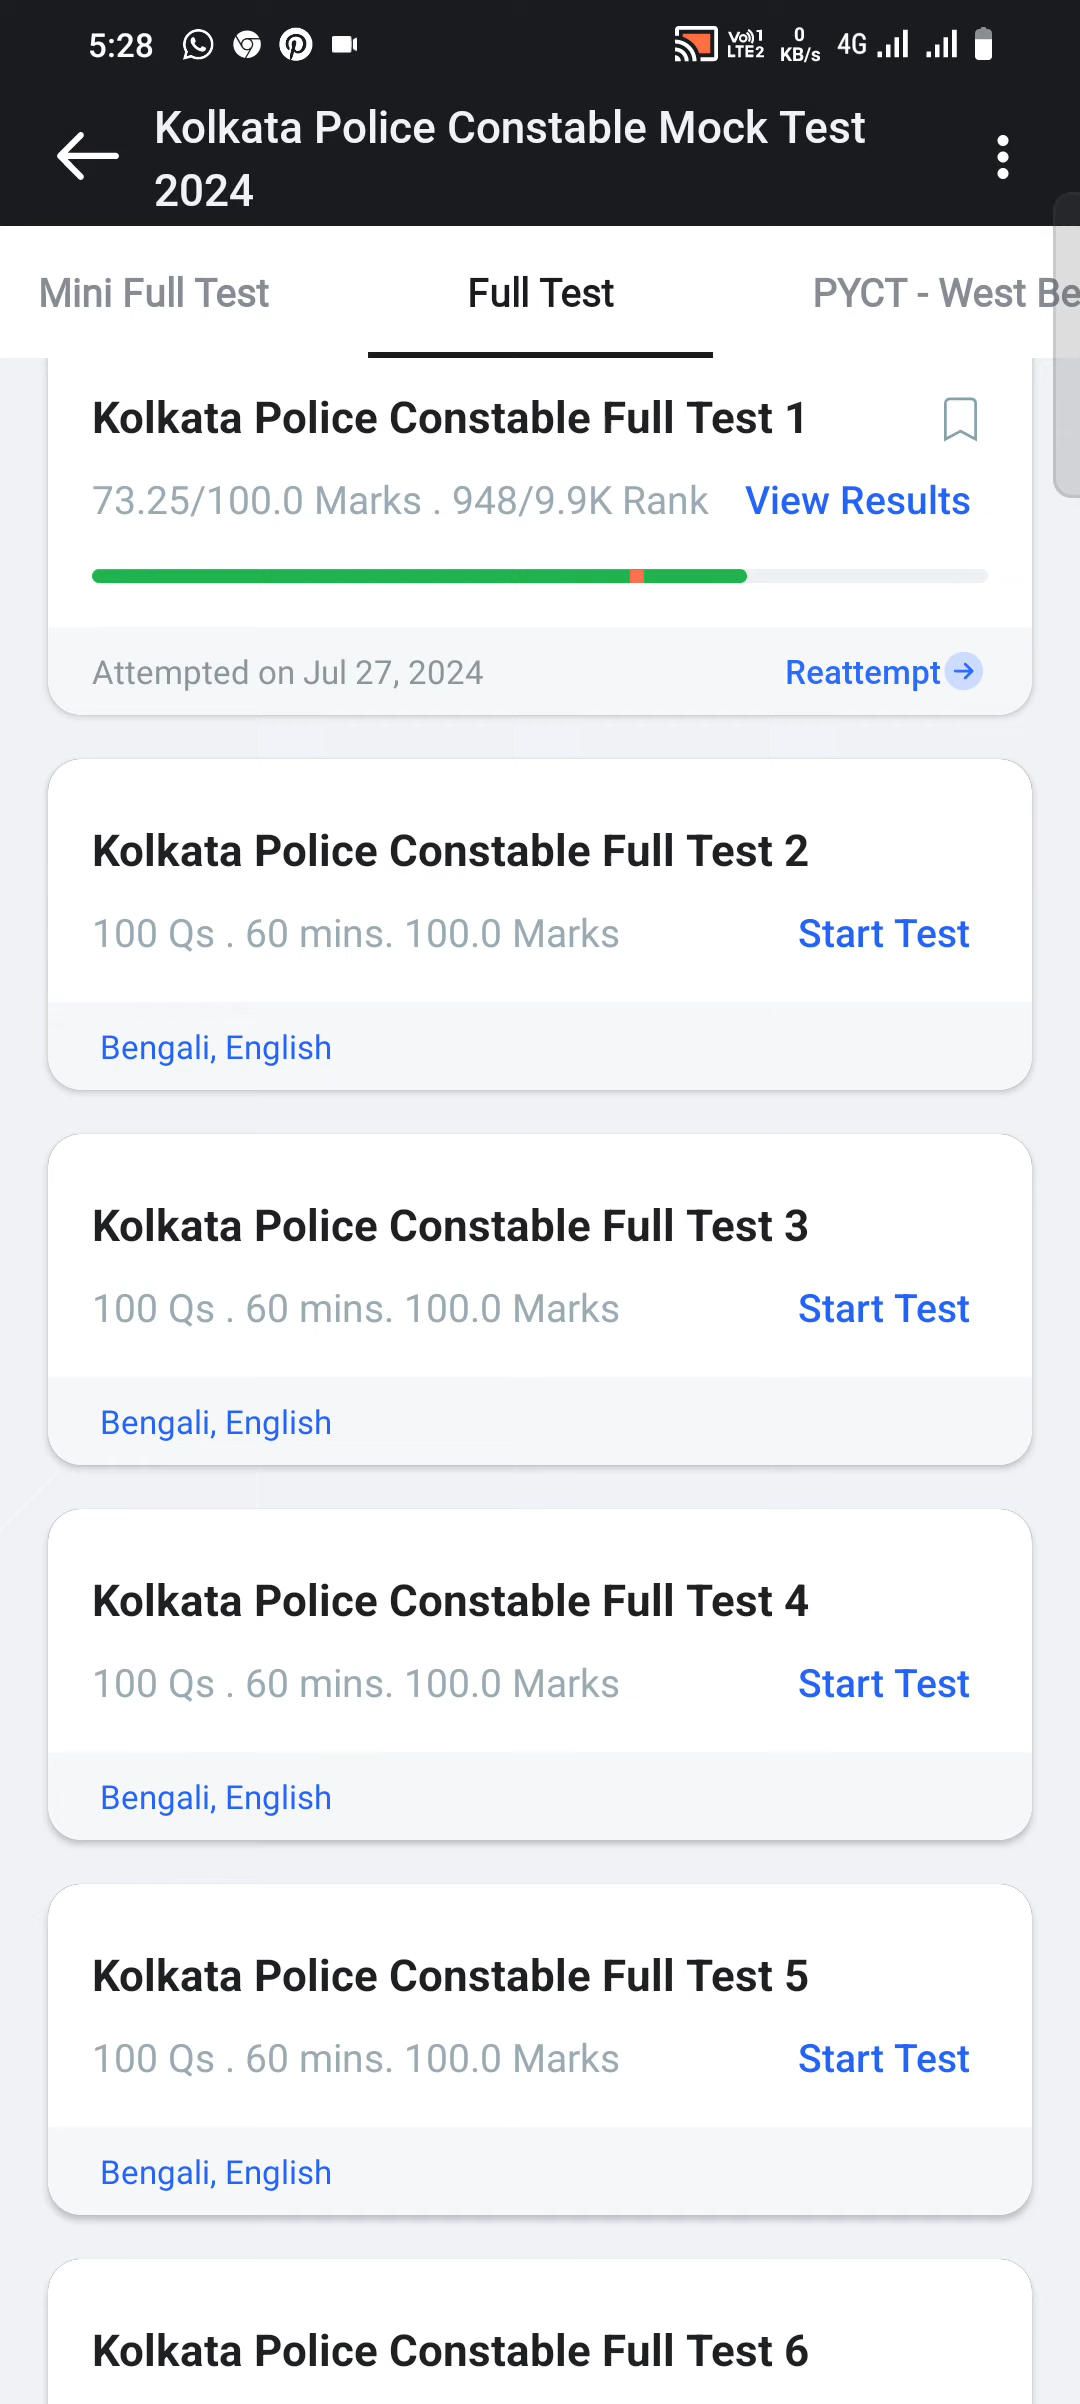 5:28
Vo)) 1
LTE2
0
KB/s
4G
Kolkata Police Constable Mock Test
2024
Mini Full Test
Full Test
PYCT - West Be
Kolkata Police Constable Full Test 1
73.25/100.0 Marks . 948/9.9K Rank
View Results
Attempted on Jul 27, 2024
Reattempt
Kolkata Police Constable Full Test 2
100 Qs . 60 mins. 100.0 Marks
Start Test
Bengali, English
Kolkata Police Constable Full Test 3
100 Qs . 60 mins. 100.0 Marks
Start Test
Bengali, English
Kolkata Police Constable Full Test 4
100 Qs . 60 mins. 100.0 Marks
Start Test
Bengali, English
Kolkata Police Constable Full Test 5
100 Qs . 60 mins. 100.0 Marks
Start Test
Bengali, English
Kolkata Police Constable Full Test 6